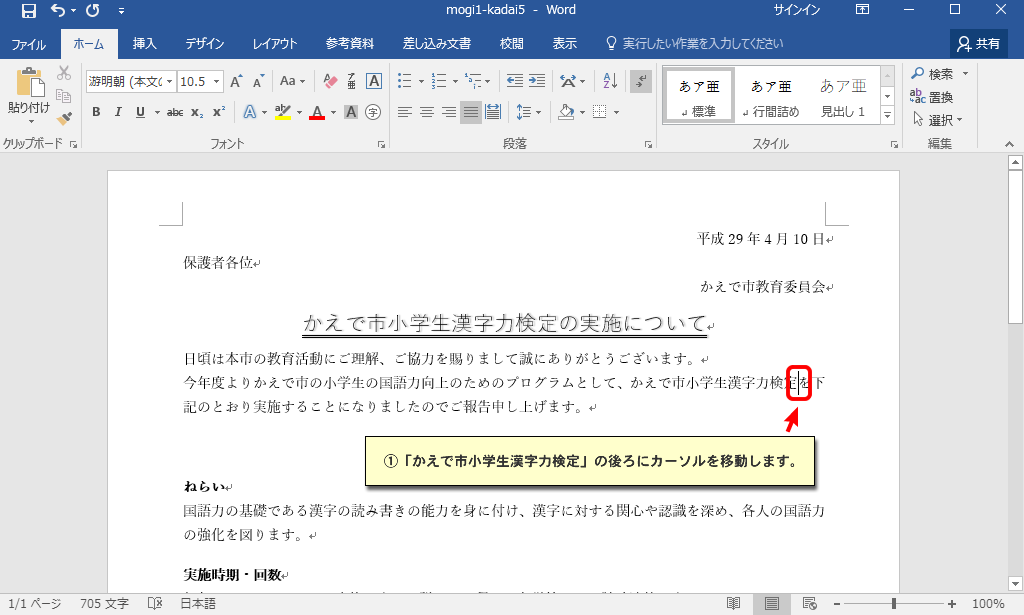 mogi1-kadai5 - Word
サインイン
ファイル ホーム 挿入 デザイン レイアウト 参考資料 差し込み文書 校閲 表示 実行したい作業を入力してください 共有
貼り付け
クリップボード
游明朝 (本文の 10.5 A A Aa A
B I U abc x₂ x² A A A 字
フォント
段落
あア亜 標準
あア亜 行間詰め
あア亜 見出し 1
スタイル
検索
置換
選択
編集
平成 29 年 4 月 10 日
保護者各位
かえで市教育委員会
かえで市小学生漢字力検定の実施について
日頃は本市の教育活動にご理解、ご協力を賜りまして誠にありがとうございます。
今年度よりかえで市の小学生の国語力向上のためのプログラムとして、かえで市小学生漢字力検定を下
記のとおり実施することになりましたのでご報告申し上げます。
①「かえで市小学生漢字力検定」の後ろにカーソルを移動します。
ねらい
国語力の基礎である漢字の読み書きの能力を身に付け、漢字に対する関心や認識を深め、各人の国語力
の強化を図ります。
実施時期・回数
1/1 ページ 705 文字 日本語 100%